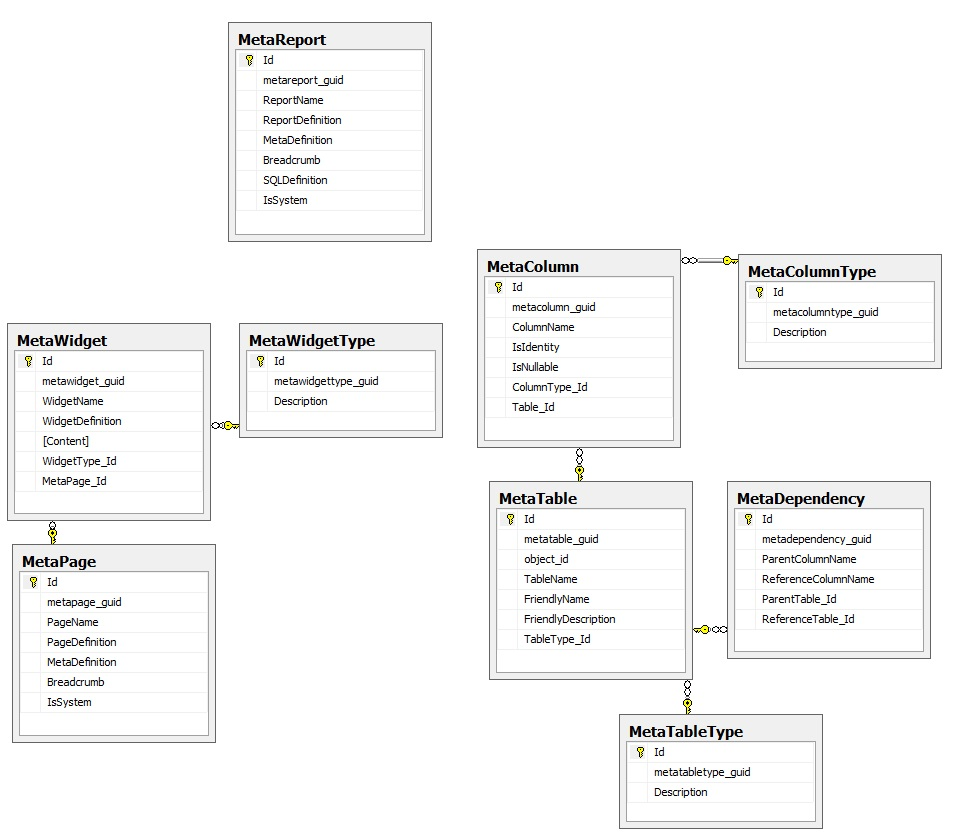 MetaReport
Id
metareport_guid
ReportName
ReportDefinition
MetaDefinition
Breadcrumb
SQLDefinition
IsSystem
MetaColumn
Id
metacolumn_guid
ColumnName
IsIdentity
IsNullable
ColumnType_Id
Table_Id
MetaColumnType
Id
metacolumntype_guid
Description
MetaWidget
Id
metawidget_guid
WidgetName
WidgetDefinition
[Content]
WidgetType_Id
MetaPage_Id
MetaWidgetType
Id
metawidgettype_guid
Description
MetaTable
Id
metatable_guid
object_id
TableName
FriendlyName
FriendlyDescription
TableType_Id
MetaDependency
Id
metadependency_guid
ParentColumnName
ReferenceColumnName
ParentTable_Id
ReferenceTable_Id
MetaPage
Id
metapage_guid
PageName
PageDefinition
MetaDefinition
Breadcrumb
IsSystem
MetaTableType
Id
metatabletype_guid
Description